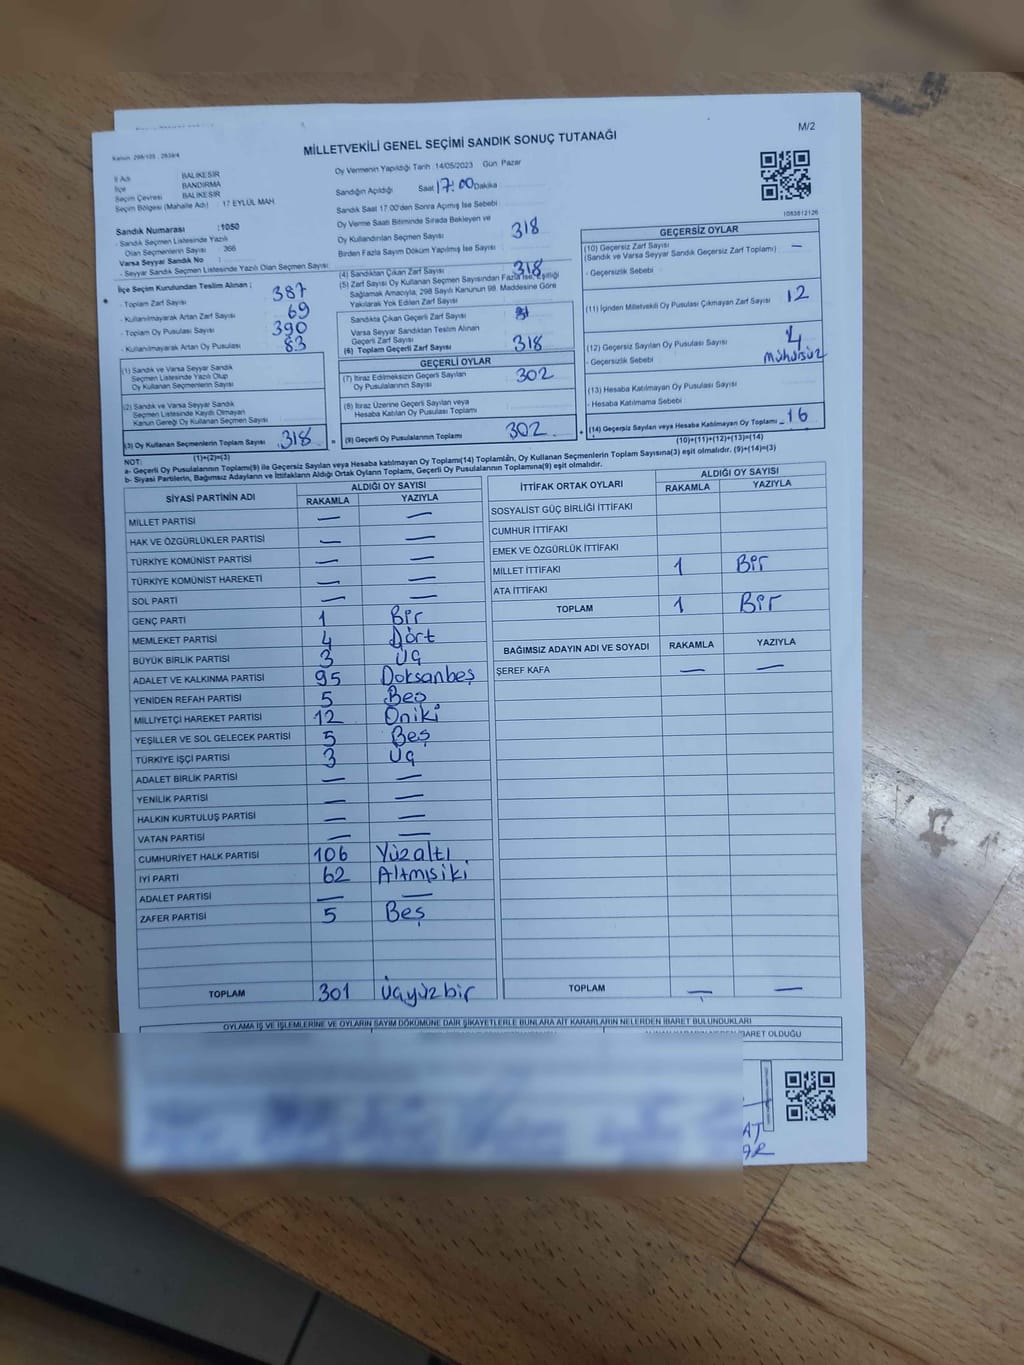 M/2
MİLLETVEKİLİ GENEL SEÇİMİ SANDIK SONUÇ TUTANAĞI
İl Adı BALIKESİR
İlçe BANDIRMA
Seçim Çevresi BALIKESİR
Seçim Bölgesi (Mahalle Adı) : 17 EYLÜL MAH
Sandık Numarası :1050
- Sandık Seçmen Listesinde Yazılı
Olan Seçmenlerin Sayısı : 366
Varsa Seyyar Sandık No :
- Seyyar Sandık Seçmen Listesinde Yazılı Olan Seçmen Sayısı:
İlçe Seçim Kurulundan Teslim Alınan :
- Toplam Zarf Sayısı 387
- Kullanılmayarak Artan Zarf Sayısı 69
- Toplam Oy Pusulası Sayısı 390
- Kullanılmayarak Artan Oy Pusulası 83
(1) Sandık ve Varsa Seyyar Sandık
Seçmen Listesinde Yazılı Olup
Oy Kullanan Seçmenlerin Sayısı
(2) Sandık ve Varsa Seyyar Sandık
Seçmen Listesinde Kayıtlı Olmayan
Kanun Gereği Oy Kullanan Seçmen Sayısı
(3) Oy Kullanan Seçmenlerin Toplam Sayısı 318
(1)+(2)=(3)
Oy Vermenin Yapıldığı Tarih :14/05/2023 Gün Pazar
Sandığın Açıldığı Saat 17:00 Dakika
Sandık Saat 17.00'den Sonra Açılmış İse Sebebi
Oy Verme Saati Bitiminde Sırada Bekleyen ve
Oy Kullandırılan Seçmen Sayısı 318
Birden Fazla Sayım Döküm Yapılmış İse Sayısı
(4) Sandıktan Çıkan Zarf Sayısı 318
(5) Zarf Sayısı Oy Kullanan Seçmen Sayısından Fazla İse, Eşitliği
Sağlamak Amacıyla, 298 Sayılı Kanunun 98. Maddesine Göre
Yakılarak Yok Edilen Zarf Sayısı
Sandıkta Çıkan Geçerli Zarf Sayısı
Varsa Seyyar Sandıktan Teslim Alınan
Geçerli Zarf Sayısı
(6) Toplam Geçerli Zarf Sayısı 318
GEÇERLİ OYLAR
(7) İtiraz Edilmeksizin Geçerli Sayılan
Oy Pusulalarının Sayısı 302
(8) İtiraz Üzerine Geçerli Sayılan veya
Hesaba Katılan Oy Pusulası Toplamı
(9) Geçerli Oy Pusulalarının Toplamı 302
1083812126
GEÇERSİZ OYLAR
(10) Geçersiz Zarf Sayısı —
(Sandık ve Varsa Seyyar Sandık Geçersiz Zarf Toplamı)
- Geçersizlik Sebebi
(11) İçinden Milletvekili Oy Pusulası Çıkmayan Zarf Sayısı 12
(12) Geçersiz Sayılan Oy Pusulası Sayısı 4
- Geçersizlik Sebebi Mühürsüz
(13) Hesaba Katılmayan Oy Pusulası Sayısı
- Hesaba Katılmama Sebebi
(14) Geçersiz Sayılan veya Hesaba Katılmayan Oy Toplamı 16
(10)+(11)+(12)+(13)=(14)
NOT:
a- Geçerli Oy Pusulalarının Toplamı(9) ile Geçersiz Sayılan veya Hesaba katılmayan Oy Toplamı(14) Toplamları, Oy Kullanan Seçmenlerin Toplam Sayısına(3) eşit olmalıdır. (9)+(14)=(3)
b- Siyasi Partilerin, Bağımsız Adayların ve İttifakların Aldığı Ortak Oyların Toplamı, Geçerli Oy Pusulalarının Toplamına(9) eşit olmalıdır.
SİYASİ PARTİNİN ADI ALDIĞI OY SAYISI
RAKAMLA YAZIYLA
MİLLET PARTİSİ — —
HAK VE ÖZGÜRLÜKLER PARTİSİ — —
TÜRKİYE KOMÜNİST PARTİSİ — —
TÜRKİYE KOMÜNİST HAREKETİ — —
SOL PARTİ — —
GENÇ PARTİ 1 Bir
MEMLEKET PARTİSİ 4 Dört
BÜYÜK BİRLİK PARTİSİ 3 Üç
ADALET VE KALKINMA PARTİSİ 95 Doksanbeş
YENİDEN REFAH PARTİSİ 5 Beş
MİLLİYETÇİ HAREKET PARTİSİ 12 Oniki
YEŞİLLER VE SOL GELECEK PARTİSİ 5 Beş
TÜRKİYE İŞÇİ PARTİSİ 3 Üç
ADALET BİRLİK PARTİSİ — —
YENİLİK PARTİSİ — —
HALKIN KURTULUŞ PARTİSİ — —
VATAN PARTİSİ — —
CUMHURİYET HALK PARTİSİ 106 Yüzaltı
İYİ PARTİ 62 Altmışiki
ADALET PARTİSİ — —
ZAFER PARTİSİ 5 Beş
TOPLAM 301 Üçyüzbir
İTTİFAK ORTAK OYLARI ALDIĞI OY SAYISI
RAKAMLA YAZIYLA
SOSYALİST GÜÇ BİRLİĞİ İTTİFAKI
CUMHUR İTTİFAKI
EMEK VE ÖZGÜRLÜK İTTİFAKI
MİLLET İTTİFAKI 1 Bir
ATA İTTİFAKI
TOPLAM 1 Bir
BAĞIMSIZ ADAYIN ADI VE SOYADI RAKAMLA YAZIYLA
ŞEREF KAFA — —
TOPLAM — —
OYLAMA İŞ VE İŞLEMLERİNE VE OYLARIN SAYIM DÖKÜMÜNE DAİR ŞİKAYETLERLE BUNLARA AİT KARARLARIN NELERDEN İBARET BULUNDUKLARI
İBARET OLDUĞU